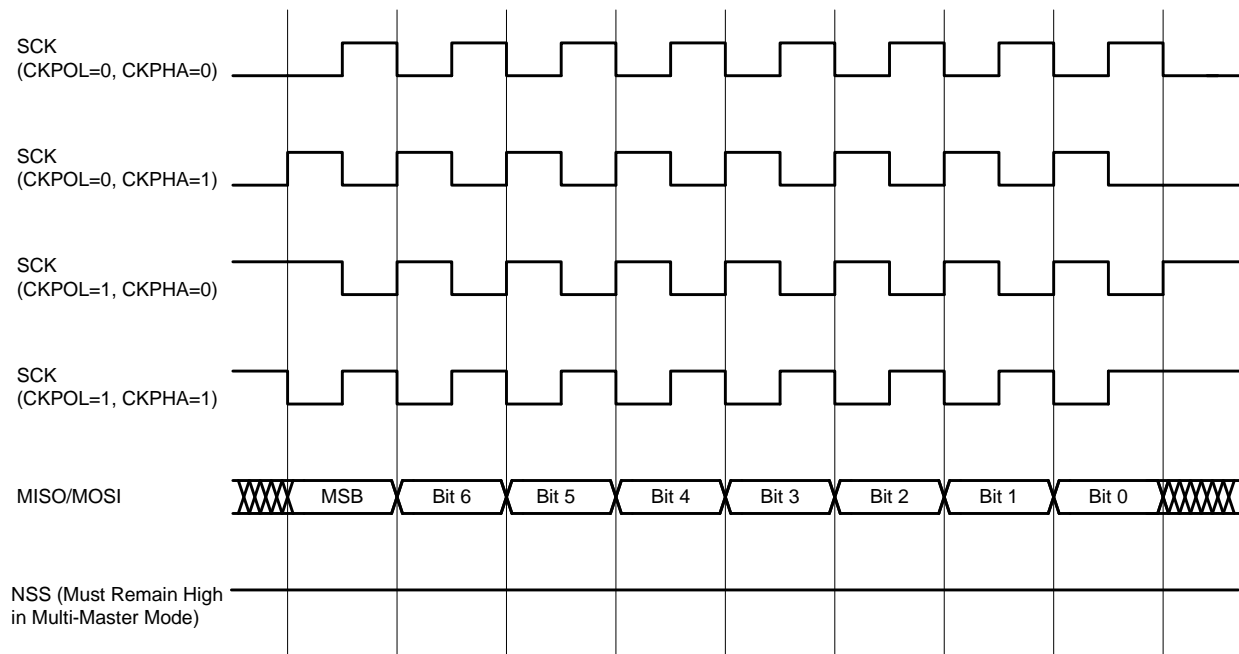 SCK
(CKPOL=0, CKPHA=0)
SCK
(CKPOL=0, CKPHA=1)
SCK
(CKPOL=1, CKPHA=0)
SCK
(CKPOL=1, CKPHA=1)
MISO/MOSI
MSB
Bit 6
Bit 5
Bit 4
Bit 3
Bit 2
Bit 1
Bit 0
NSS (Must Remain High
in Multi-Master Mode)